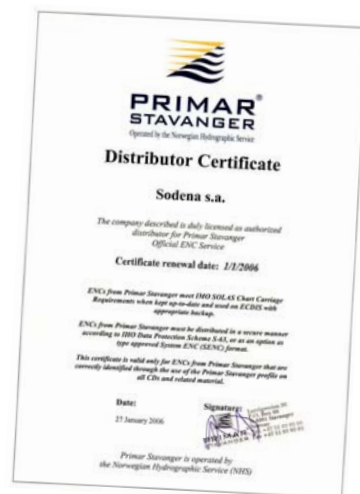 PRIMAR®
STAVANGER
Operated by the Norwegian Hydrographic Service
Distributor Certificate
Sodena s.a.
The company described is duly licensed as authorized
distributor for Primar Stavanger
Official ENC Service
Certificate renewal date: 1/1/2006
ENCs from Primar Stavanger meet IMO SOLAS Chart Carriage
Requirements when kept up-to-date and used on ECDIS with
appropriate backup.
ENCs from Primar Stavanger must be distributed in a secure manner
according to IHO Data Protection Scheme S-63, or as an option as
type approved System ENC (SENC) format.
This certificate is valid only for ENCs from Primar Stavanger that are
correctly identified through the use of the Primar Stavanger profile on
all CDs and related material.
Date:
Signature:
27 January 2006
Stavanger
Primar Stavanger is operated by
the Norwegian Hydrographic Service (NHS)